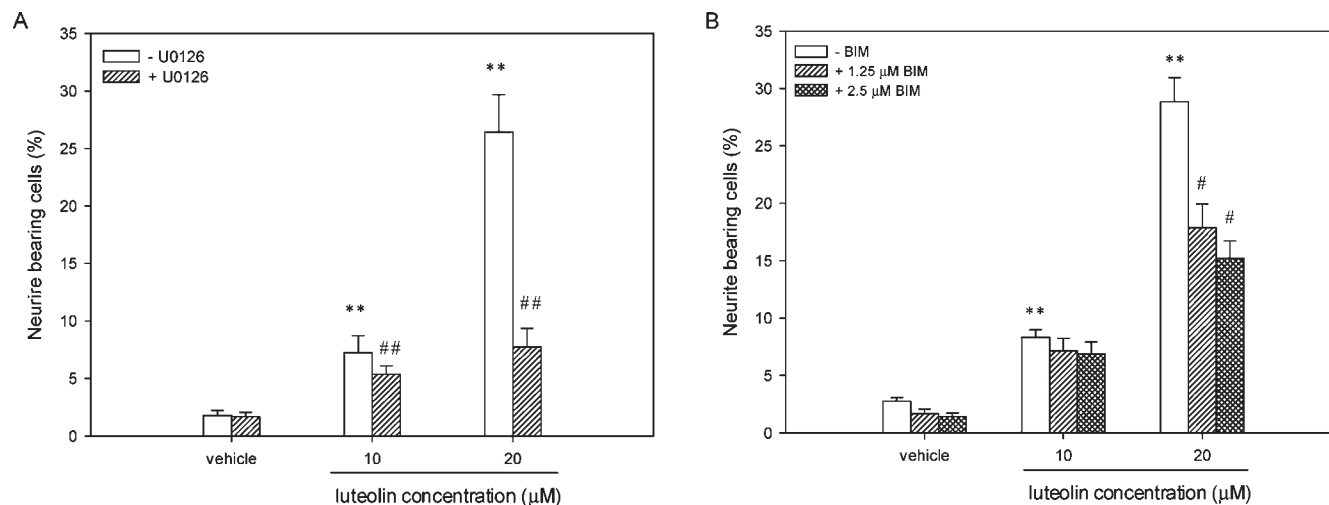 A
35
30
25
20
15
10
5
0
Neurire bearing cells (%)
- U0126
+ U0126
**
##
**
##
vehicle
10
20
luteolin concentration (μM)
B
35
30
25
20
15
10
5
0
Neurite bearing cells (%)
- BIM
+ 1.25 μM BIM
+ 2.5 μM BIM
**
**
#
#
vehicle
10
20
luteolin concentration (μM)